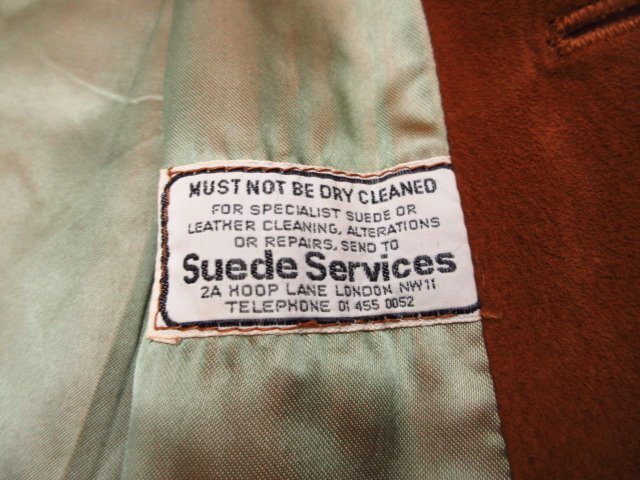 MUST NOT BE DRY CLEANED
FOR SPECIALIST SUEDE OR
LEATHER CLEANING, ALTERATIONS
OR REPAIRS, SEND TO
Suede Services
2A HOOP LANE LONDON NW11
TELEPHONE 01 455 0052